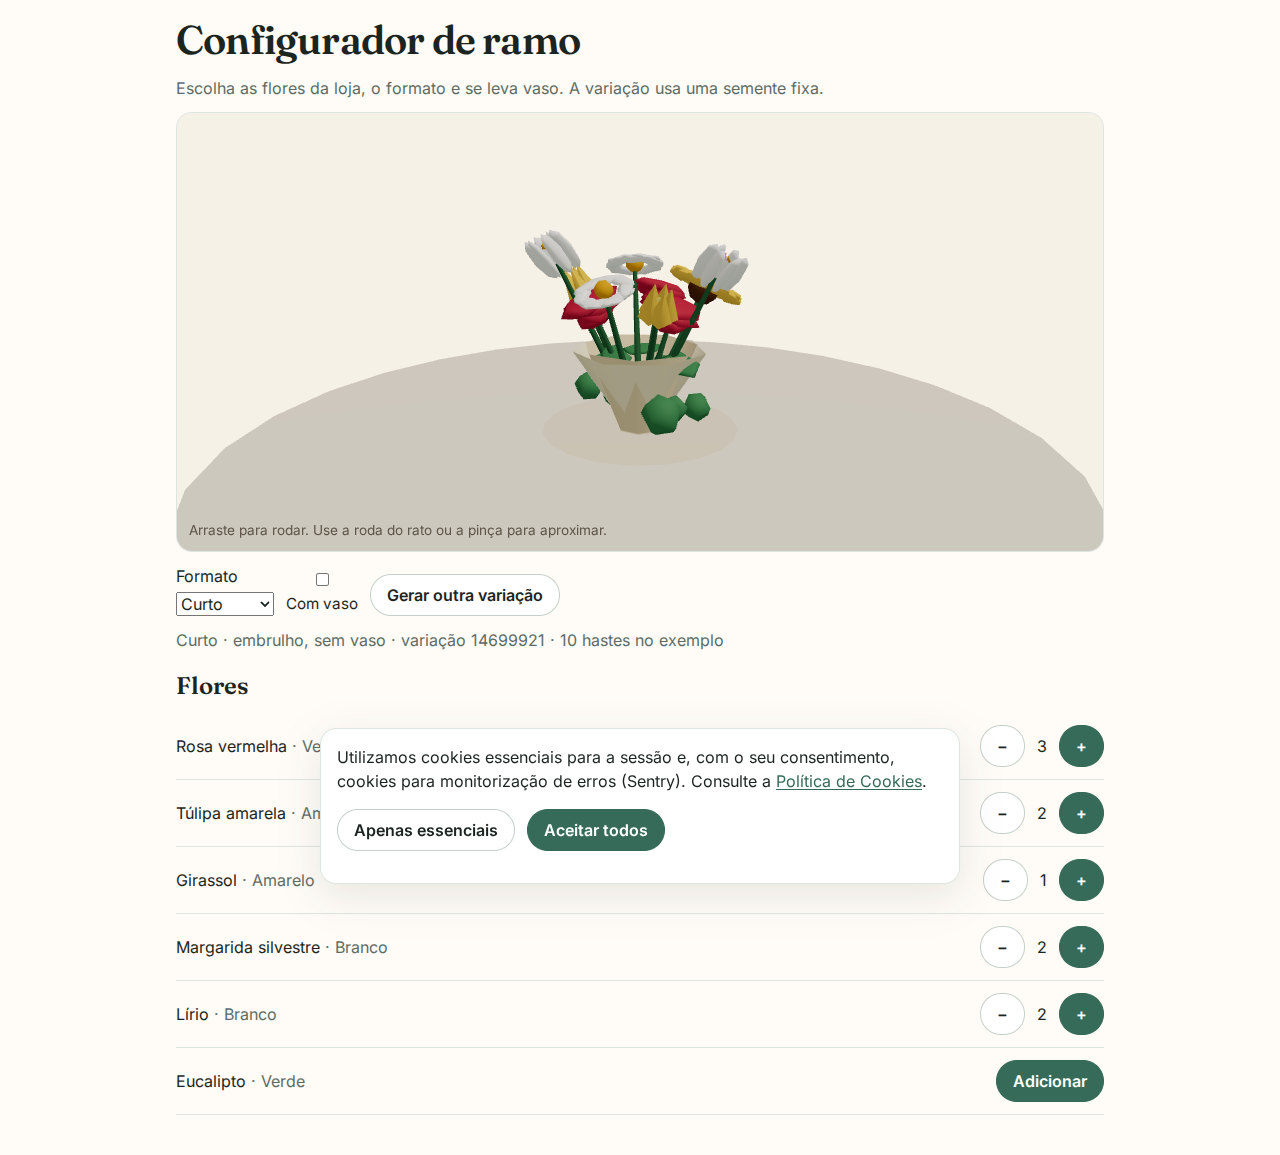 Configurador de ramo
Escolha as flores da loja, o formato e se leva vaso. A variação usa uma semente fixa.
Arraste para rodar. Use a roda do rato ou a pinça para aproximar.
Formato
Curto
Com vaso
Gerar outra variação
Curto · embrulho, sem vaso · variação 14699921 · 10 hastes no exemplo
Flores
Rosa vermelha · Ve
− 3 +
Utilizamos cookies essenciais para a sessão e, com o seu consentimento,
cookies para monitorização de erros (Sentry). Consulte a Política de Cookies.
Apenas essenciais
Aceitar todos
Túlipa amarela · Am
− 2 +
Girassol · Amarelo
− 1 +
Margarida silvestre · Branco
− 2 +
Lírio · Branco
− 2 +
Eucalipto · Verde
Adicionar